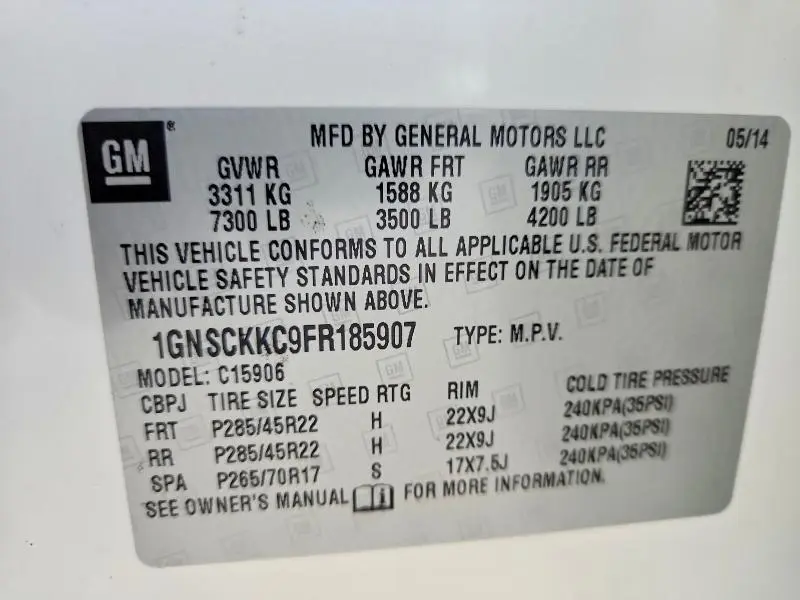 GM®
MFD BY GENERAL MOTORS LLC 05/14
GVWR GAWR FRT GAWR RR
3311 KG 1588 KG 1905 KG
7300 LB 3500 LB 4200 LB
THIS VEHICLE CONFORMS TO ALL APPLICABLE U.S. FEDERAL MOTOR
VEHICLE SAFETY STANDARDS IN EFFECT ON THE DATE OF
MANUFACTURE SHOWN ABOVE.
1GNSCKKC9FR185907 TYPE: M.P.V.
MODEL: C15906
CBPJ TIRE SIZE SPEED RTG RIM COLD TIRE PRESSURE
FRT P285/45R22 H 22X9J 240KPA(35PSI)
RR P285/45R22 H 22X9J 240KPA(35PSI)
SPA P265/70R17 S 17X7.5J 240KPA(35PSI)
SEE OWNER'S MANUAL FOR MORE INFORMATION.